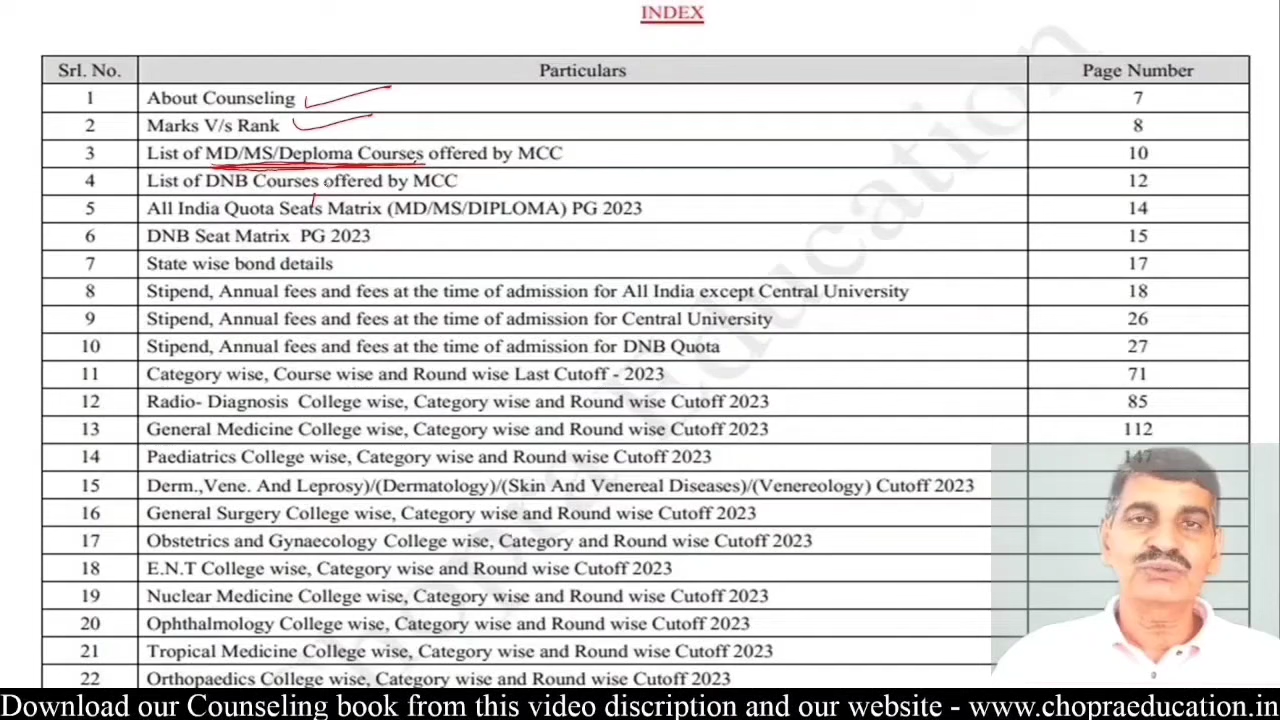 INDEX
Srl. No. Particulars Page Number
1 About Counseling 7
2 Marks V/s Rank 8
3 List of MD/MS/Deploma Courses offered by MCC 10
4 List of DNB Courses offered by MCC 12
5 All India Quota Seats Matrix (MD/MS/DIPLOMA) PG 2023 14
6 DNB Seat Matrix PG 2023 15
7 State wise bond details 17
8 Stipend, Annual fees and fees at the time of admission for All India except Central University 18
9 Stipend, Annual fees and fees at the time of admission for Central University 26
10 Stipend, Annual fees and fees at the time of admission for DNB Quota 27
11 Category wise, Course wise and Round wise Last Cutoff - 2023 71
12 Radio- Diagnosis College wise, Category wise and Round wise Cutoff 2023 85
13 General Medicine College wise, Category wise and Round wise Cutoff 2023 112
14 Paediatrics College wise, Category wise and Round wise Cutoff 2023 147
15 Derm.,Vene. And Leprosy)/(Dermatology)/(Skin And Venereal Diseases)/(Venereology) Cutoff 2023
16 General Surgery College wise, Category wise and Round wise Cutoff 2023
17 Obstetrics and Gynaecology College wise, Category and Round wise Cutoff 2023
18 E.N.T College wise, Category wise and Round wise Cutoff 2023
19 Nuclear Medicine College wise, Category wise and Round wise Cutoff 2023
20 Ophthalmology College wise, Category wise and Round wise Cutoff 2023
21 Tropical Medicine College wise, Category wise and Round wise Cutoff 2023
22 Orthopaedics College wise, Category wise and Round wise Cutoff 2023
Chopra Education
Download our Counseling book from this video discription and our website - www.chopraeducation.in